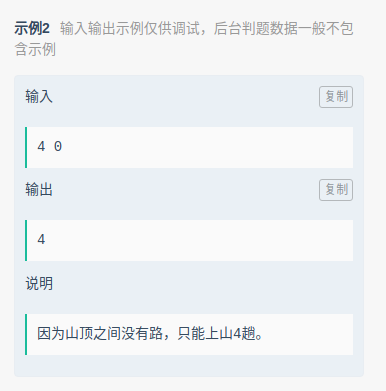 示例2 输入输出示例仅供调试，后台判题数据一般不包
含示例
输入
复制
4 0
输出
复制
4
说明
因为山顶之间没有路，只能上山4趟。